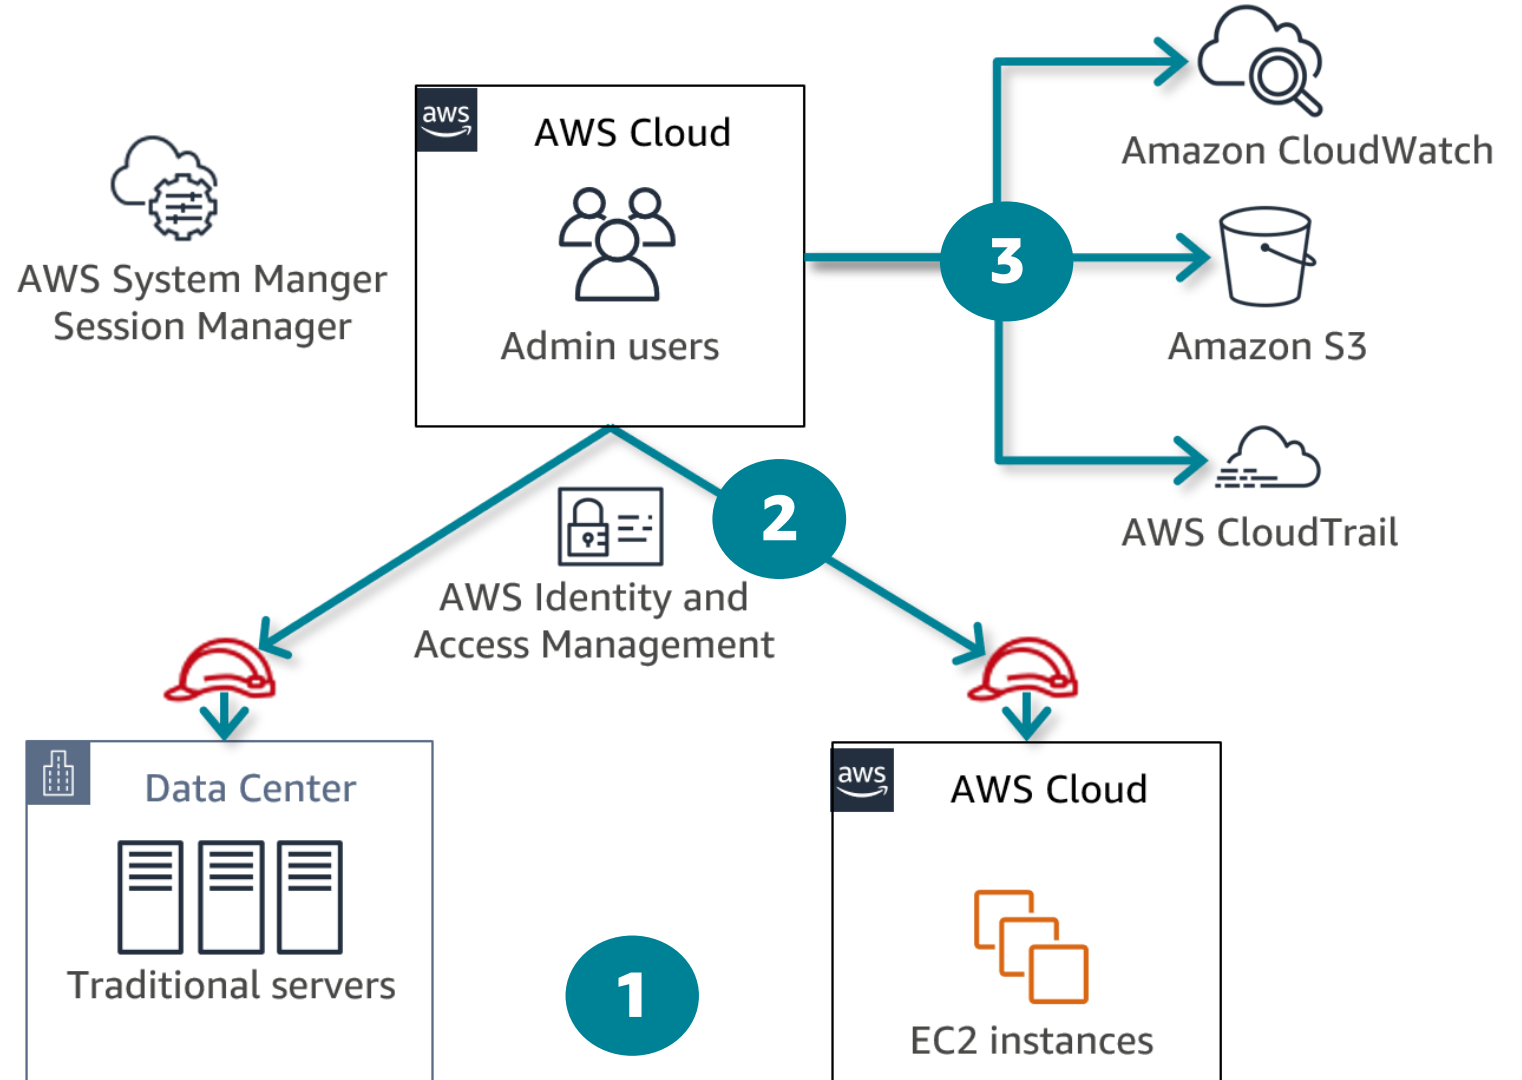 aws
AWS Cloud
Admin users
AWS System Manger
Session Manager
3
Amazon CloudWatch
Amazon S3
AWS CloudTrail
2
AWS Identity and
Access Management
Data Center
Traditional servers
1
aws
AWS Cloud
EC2 instances